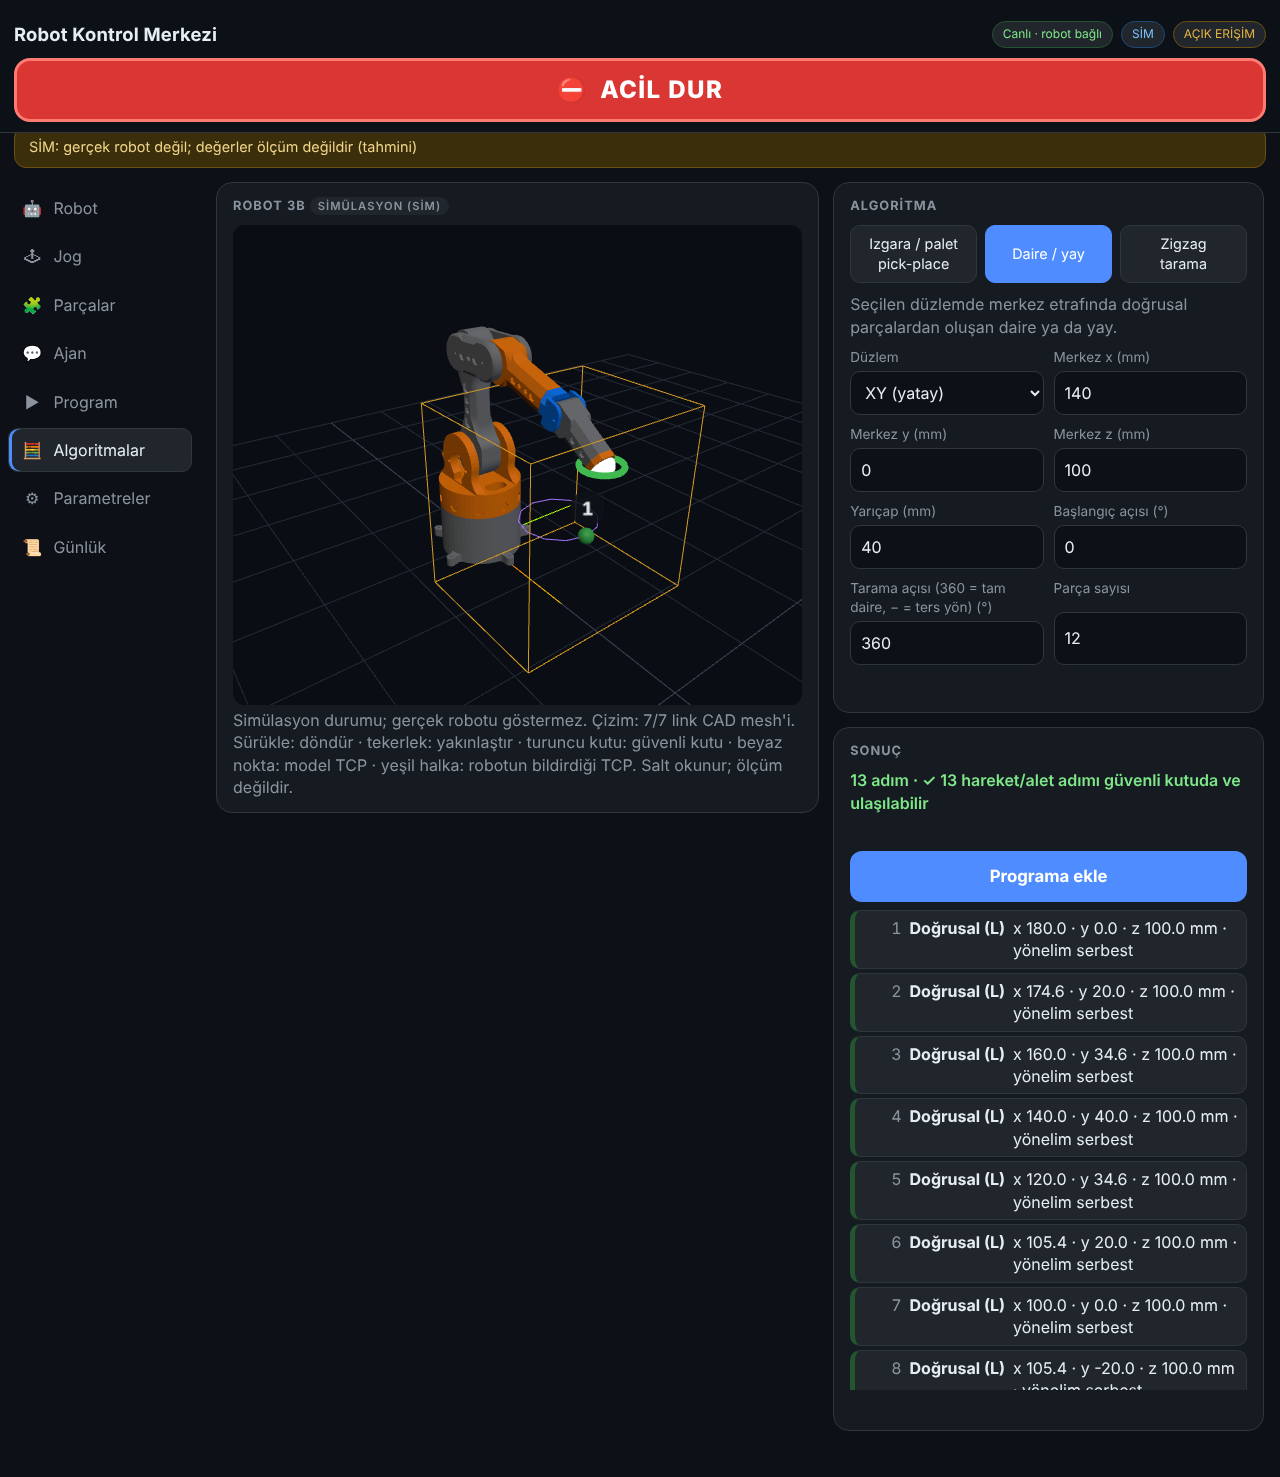 Robot Kontrol Merkezi
Canlı · robot bağlı
SİM
AÇIK ERİŞİM
ACİL DUR
SİM: gerçek robot değil; değerler ölçüm değildir (tahmini)
Robot
Jog
Parçalar
Ajan
Program
Algoritmalar
Parametreler
Günlük
ROBOT 3B SİMÜLASYON (SİM)
1
Simülasyon durumu; gerçek robotu göstermez. Çizim: 7/7 link CAD mesh'i.
Sürükle: döndür · tekerlek: yakınlaştır · turuncu kutu: güvenli kutu · beyaz
nokta: model TCP · yeşil halka: robotun bildirdiği TCP. Salt okunur; ölçüm
değildir.
ALGORİTMA
Izgara / palet
pick-place
Daire / yay
Zigzag
tarama
Seçilen düzlemde merkez etrafında doğrusal
parçalardan oluşan daire ya da yay.
Düzlem
Merkez x (mm)
XY (yatay)
140
Merkez y (mm)
Merkez z (mm)
0
100
Yarıçap (mm)
Başlangıç açısı (°)
40
0
Tarama açısı (360 = tam
daire, − = ters yön) (°)
Parça sayısı
360
12
SONUÇ
13 adım · ✓ 13 hareket/alet adımı güvenli kutuda ve
ulaşılabilir
Programa ekle
1 Doğrusal (L) x 180.0 · y 0.0 · z 100.0 mm ·
yönelim serbest
2 Doğrusal (L) x 174.6 · y 20.0 · z 100.0 mm ·
yönelim serbest
3 Doğrusal (L) x 160.0 · y 34.6 · z 100.0 mm ·
yönelim serbest
4 Doğrusal (L) x 140.0 · y 40.0 · z 100.0 mm ·
yönelim serbest
5 Doğrusal (L) x 120.0 · y 34.6 · z 100.0 mm ·
yönelim serbest
6 Doğrusal (L) x 105.4 · y 20.0 · z 100.0 mm ·
yönelim serbest
7 Doğrusal (L) x 100.0 · y 0.0 · z 100.0 mm ·
yönelim serbest
8 Doğrusal (L) x 105.4 · y -20.0 · z 100.0 mm
· yönelim serbest